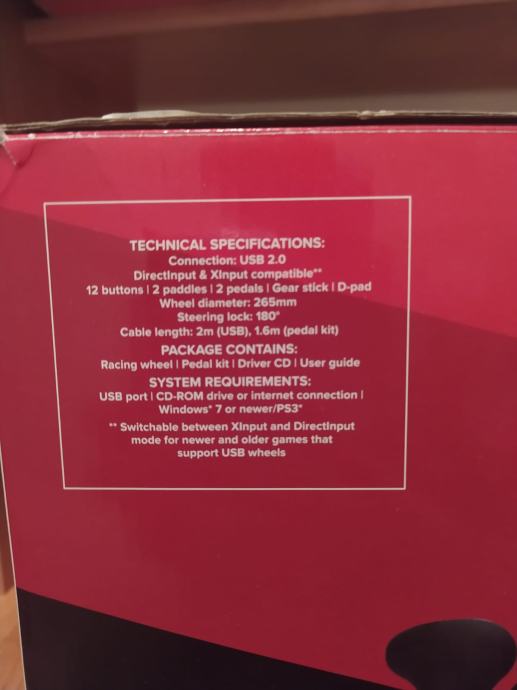 TECHNICAL SPECIFICATIONS:
Connection: USB 2.0
DirectInput & XInput compatible**
12 buttons | 2 paddles | 2 pedals | Gear stick | D-pad
Wheel diameter: 265mm
Steering lock: 180°
Cable length: 2m (USB), 1.6m (pedal kit)
PACKAGE CONTAINS:
Racing wheel | Pedal kit | Driver CD | User guide
SYSTEM REQUIREMENTS:
USB port | CD-ROM drive or internet connection |
Windows® 7 or newer/PS3®
** Switchable between XInput and DirectInput
mode for newer and older games that
support USB wheels